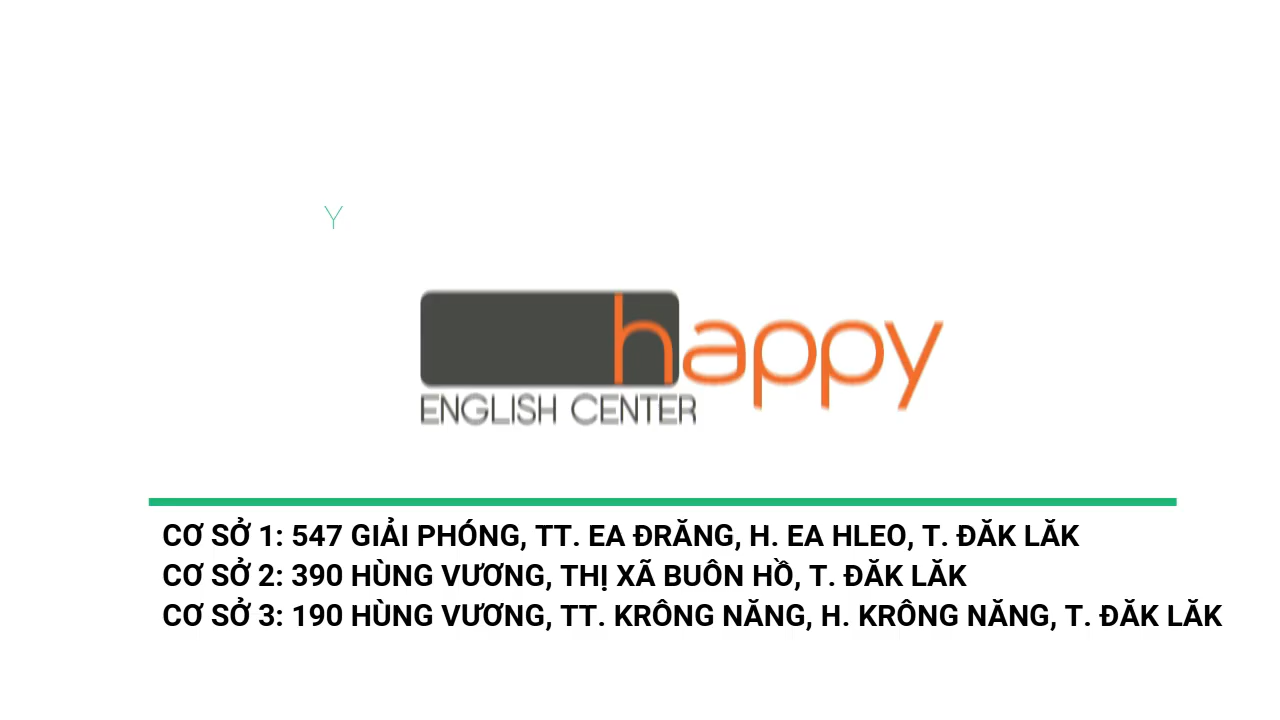 Y
happy
ENGLISH CENTER
CƠ SỞ 1: 547 GIẢI PHÓNG, TT. EA ĐRĂNG, H. EA HLEO, T. ĐĂK LĂK
CƠ SỞ 2: 390 HÙNG VƯƠNG, THỊ XÃ BUÔN HỒ, T. ĐĂK LĂK
CƠ SỞ 3: 190 HÙNG VƯƠNG, TT. KRÔNG NĂNG, H. KRÔNG NĂNG, T. ĐĂK LĂK